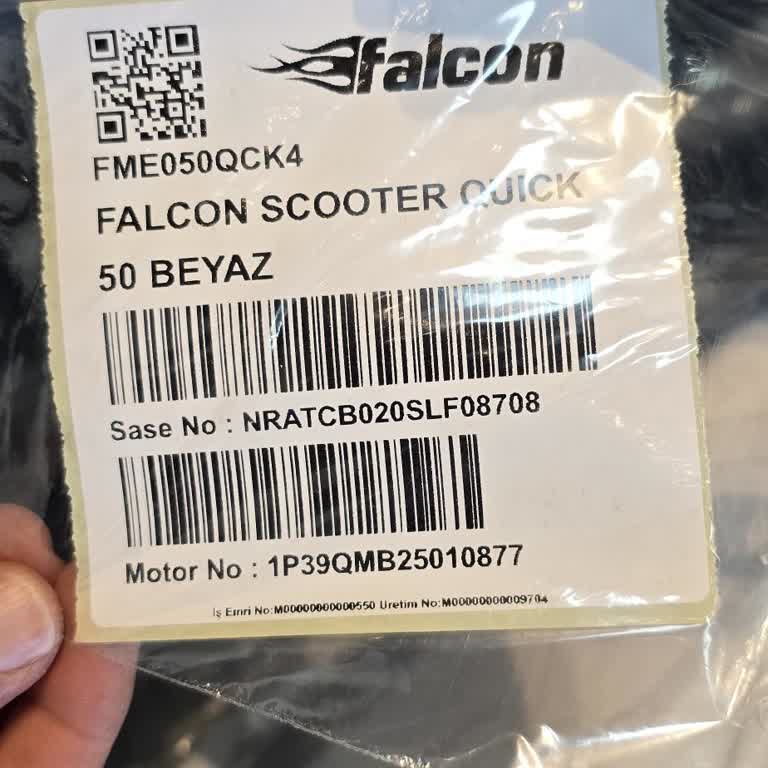 falcon
FME050QCK4
FALCON SCOOTER QUICK
50 BEYAZ
Sase No : NRATCB020SLF08708
Motor No : 1P39QMB25010877
İş Emri No:M00000000000550 Uretim No:M00000000009704